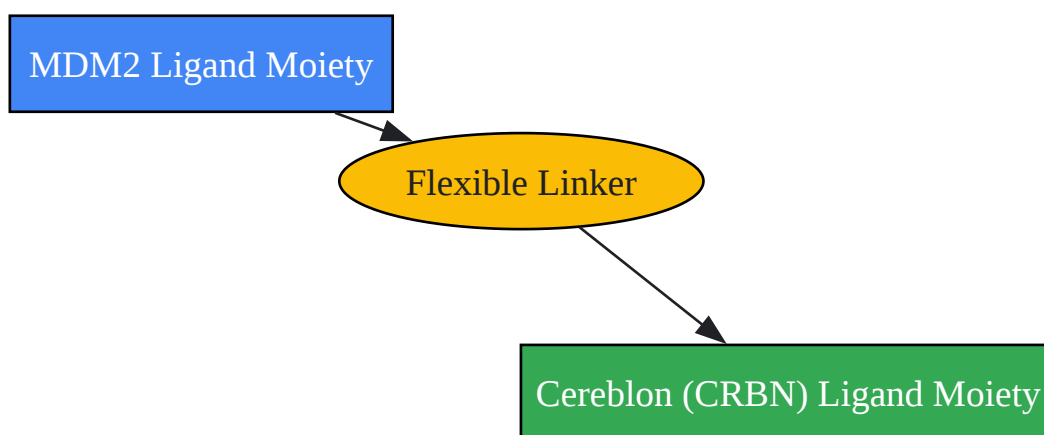 MDM2 Ligand Moiety
Flexible Linker
Cereblon (CRBN) Ligand Moiety